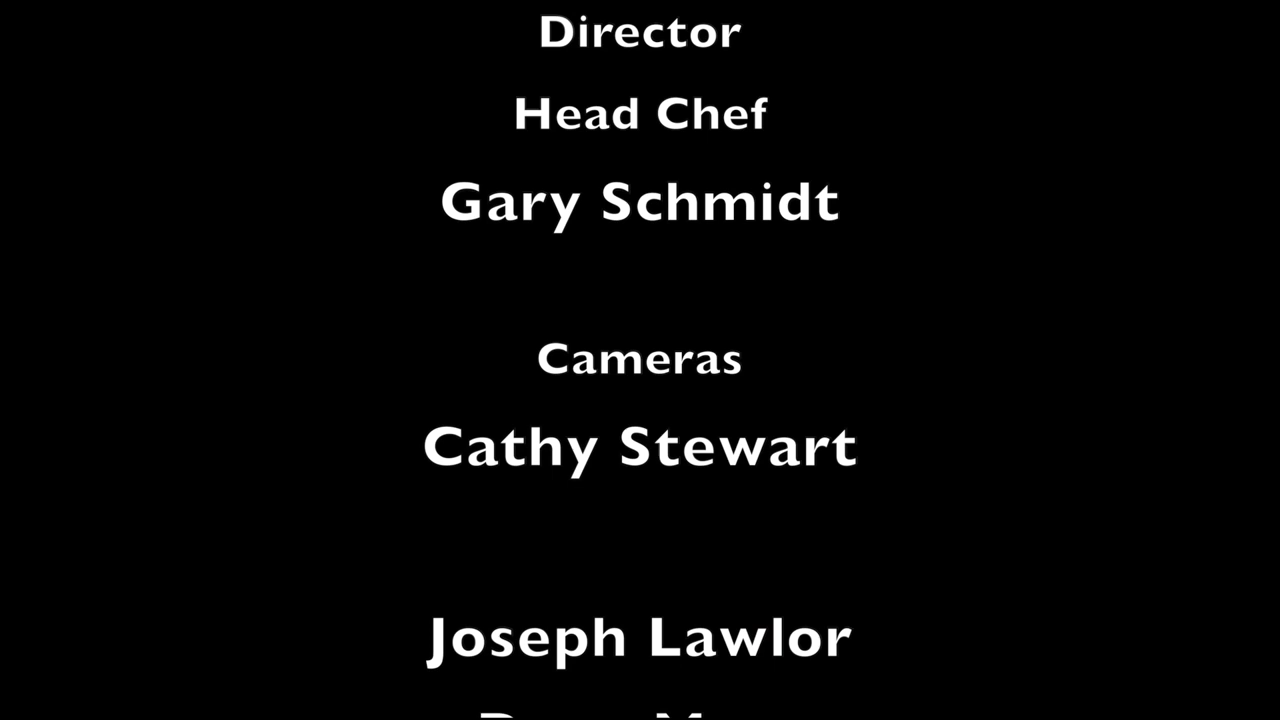 Director
Head Chef
Gary Schmidt
Cameras
Cathy Stewart
Joseph Lawlor